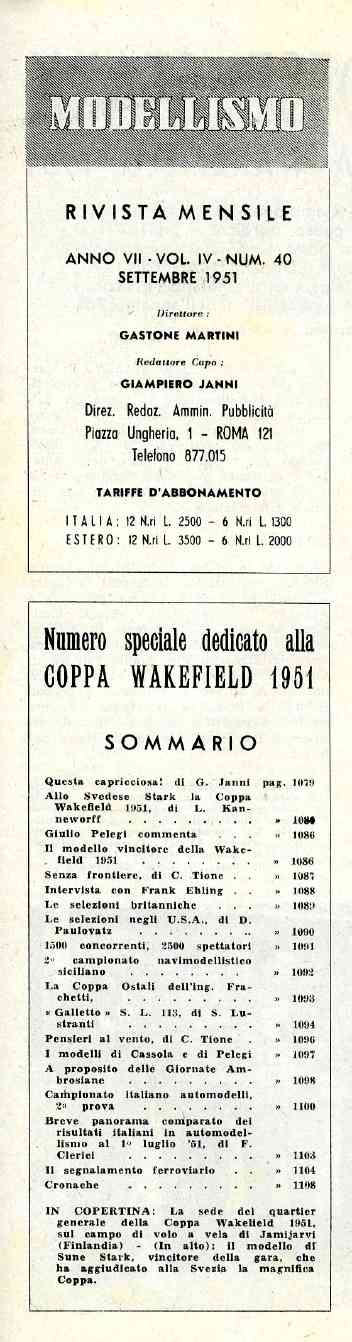 MODELLISMO
RIVISTA MENSILE
ANNO VII - VOL. IV - NUM. 40
SETTEMBRE 1951
Direttore :
GASTONE MARTINI
Redattore Capo :
GIAMPIERO JANNI
Direz. Redaz. Ammin. Pubblicità
Piazza Ungheria, 1 - ROMA 121
Telefono 877.015
TARIFFE D'ABBONAMENTO
ITALIA: 12 N.ri L. 2500 - 6 N.ri L. 1300
ESTERO: 12 N.ri L. 3500 - 6 N.ri L. 2000
Numero speciale dedicato alla
COPPA WAKEFIELD 1951
SOMMARIO
Questa capricciosa! di G. Janni pag. 1079
Allo Svedese Stark la Coppa
Wakefield 1951, di L. Kan-
neworff . . . . . . . . . » 1080
Giulio Pelegi commenta . . . » 1086
Il modello vincitore della Wake-
field 1951 . . . . . . . » 1086
Senza frontiere, di C. Tione . . » 1087
Intervista con Frank Ehling . » 1088
Le selezioni britanniche . . . » 1089
Le selezioni negli U.S.A., di D.
Paulovatz . . . . . . . . » 1090
1500 concorrenti, 2500 spettatori » 1091
2º campionato navimodellistico
siciliano . . . . . . . . » 1092
La Coppa Ostali dell'ing. Fra-
chetti, . . . . . . . . . » 1093
« Galletto » S. L. 113, di S. Lu-
stranti . . . . . . . . . » 1094
Pensieri al vento, di C. Tione . » 1096
I modelli di Cassola e di Pelegi » 1097
A proposito delle Giornate Am-
brosiane . . . . . . . . . » 1098
Campionato italiano automodelli,
2ª prova . . . . . . . . » 1100
Breve panorama comparato dei
risultati italiani in automodel-
lismo al 1º luglio '51, di F.
Clerici . . . . . . . . . » 1103
Il segnalamento ferroviario . . » 1104
Cronache . . . . . . . . . » 1108
IN COPERTINA: La sede del quartier
generale della Coppa Wakefield 1951,
sul campo di volo a vela di Jamijarvi
(Finlandia) - (In alto): il modello di
Sune Stark, vincitore della gara, che
ha aggiudicato alla Svezia la magnifica
Coppa.